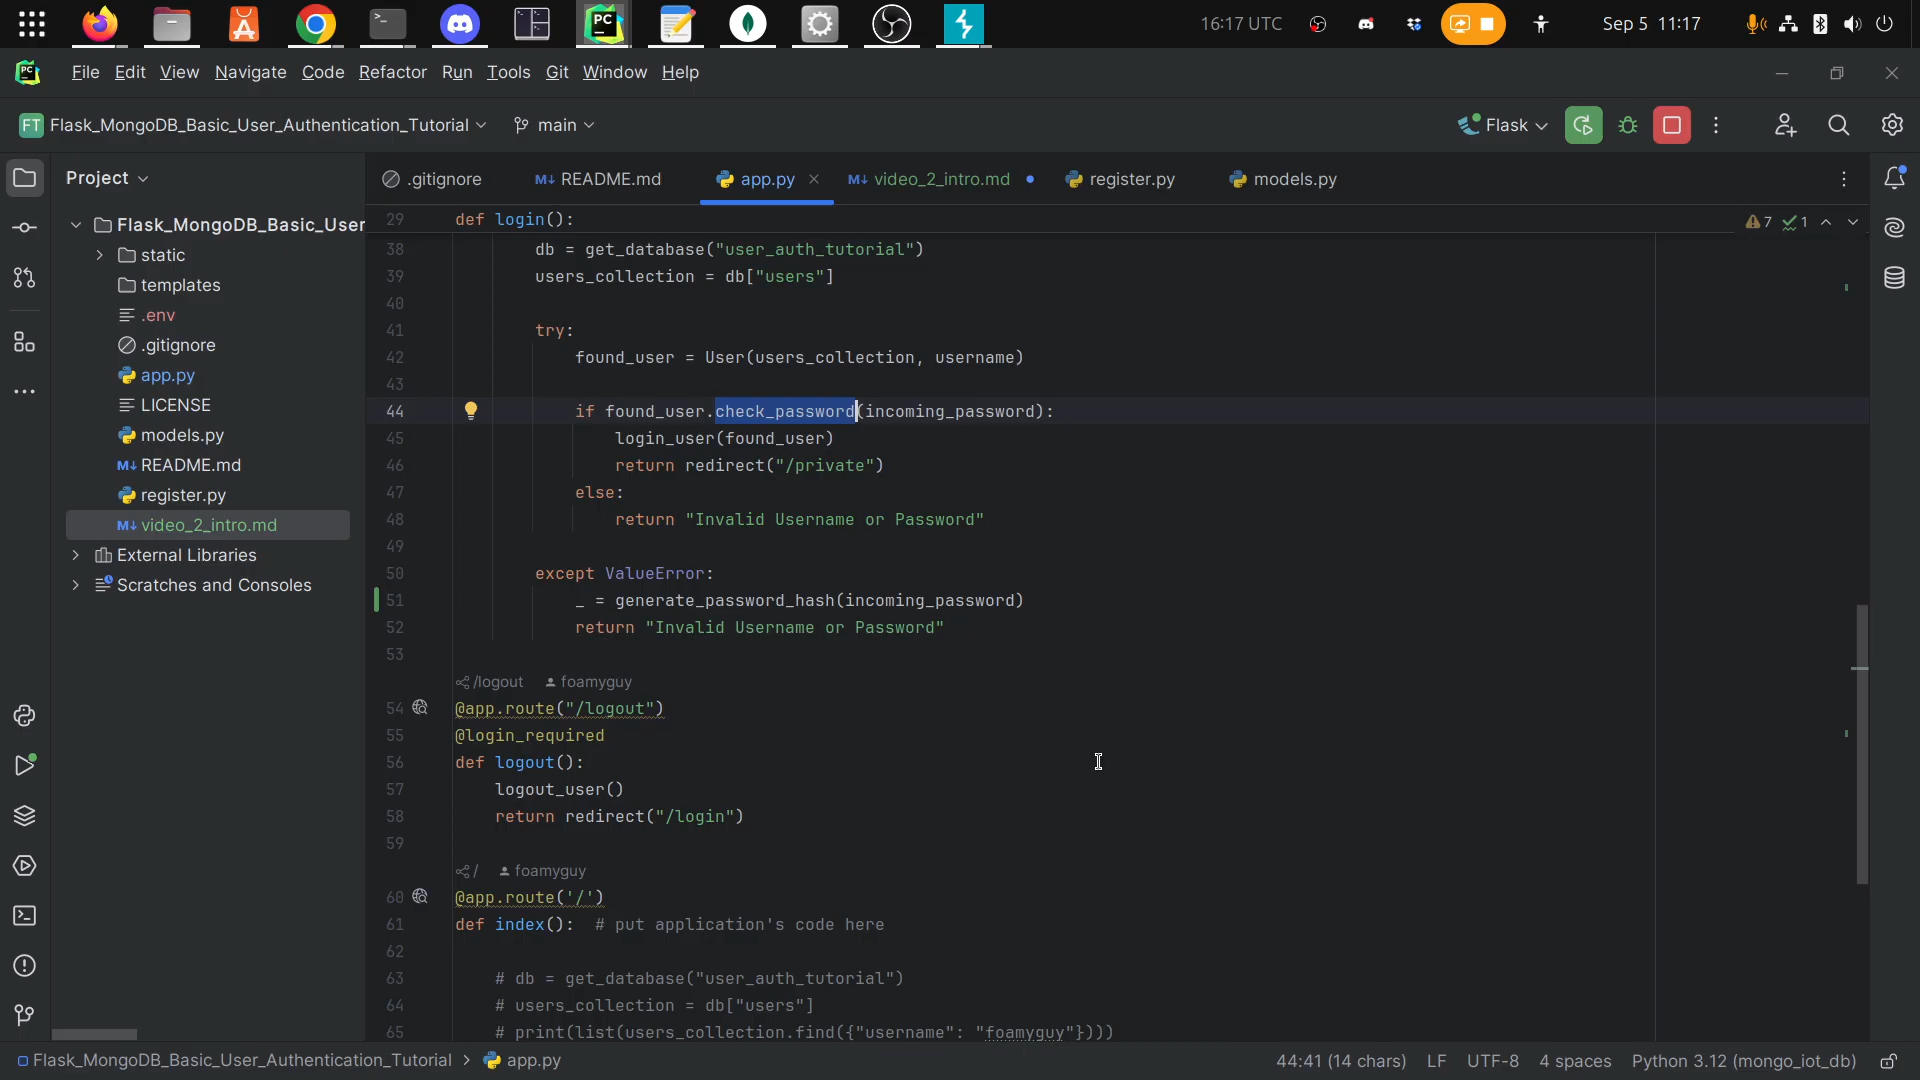 16:17 UTC
Sep 5 11:17
File Edit View Navigate Code Refactor Run Tools Git Window Help
FT Flask_MongoDB_Basic_User_Authentication_Tutorial main Flask
Project
Flask_MongoDB_Basic_User
static
templates
.env
.gitignore
app.py
LICENSE
models.py
README.md
register.py
video_2_intro.md
External Libraries
Scratches and Consoles
.gitignore README.md app.py video_2_intro.md register.py models.py
7 1
29 def login():
38 db = get_database("user_auth_tutorial")
39 users_collection = db["users"]
40
41 try:
42 found_user = User(users_collection, username)
43
44 if found_user.check_password(incoming_password):
45 login_user(found_user)
46 return redirect("/private")
47 else:
48 return "Invalid Username or Password"
49
50 except ValueError:
51 _ = generate_password_hash(incoming_password)
52 return "Invalid Username or Password"
53
/logout foamyguy
54 @app.route("/logout")
55 @login_required
56 def logout():
57 logout_user()
58 return redirect("/login")
59
/ foamyguy
60 @app.route('/')
61 def index(): # put application's code here
62
63 # db = get_database("user_auth_tutorial")
64 # users_collection = db["users"]
65 # print(list(users_collection.find({"username": "foamyguy"})))
Flask_MongoDB_Basic_User_Authentication_Tutorial > app.py
44:41 (14 chars) LF UTF-8 4 spaces Python 3.12 (mongo_iot_db)